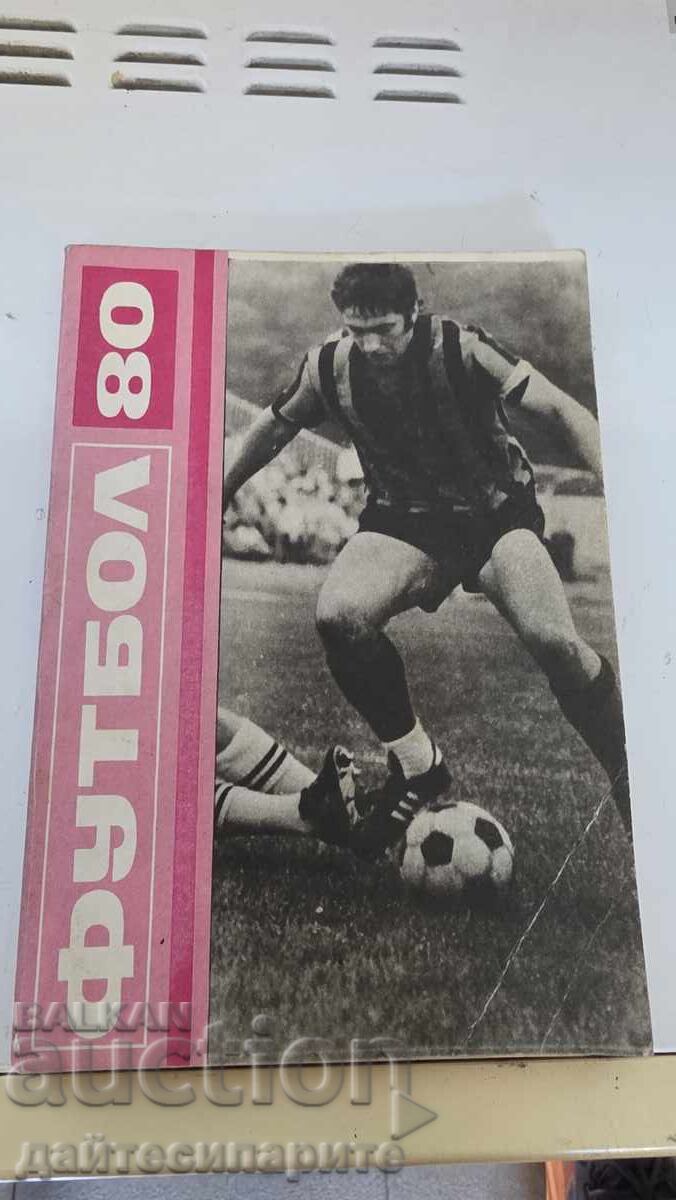 ФУТБОЛ 80
BALKAN
auction
дайтесипарите